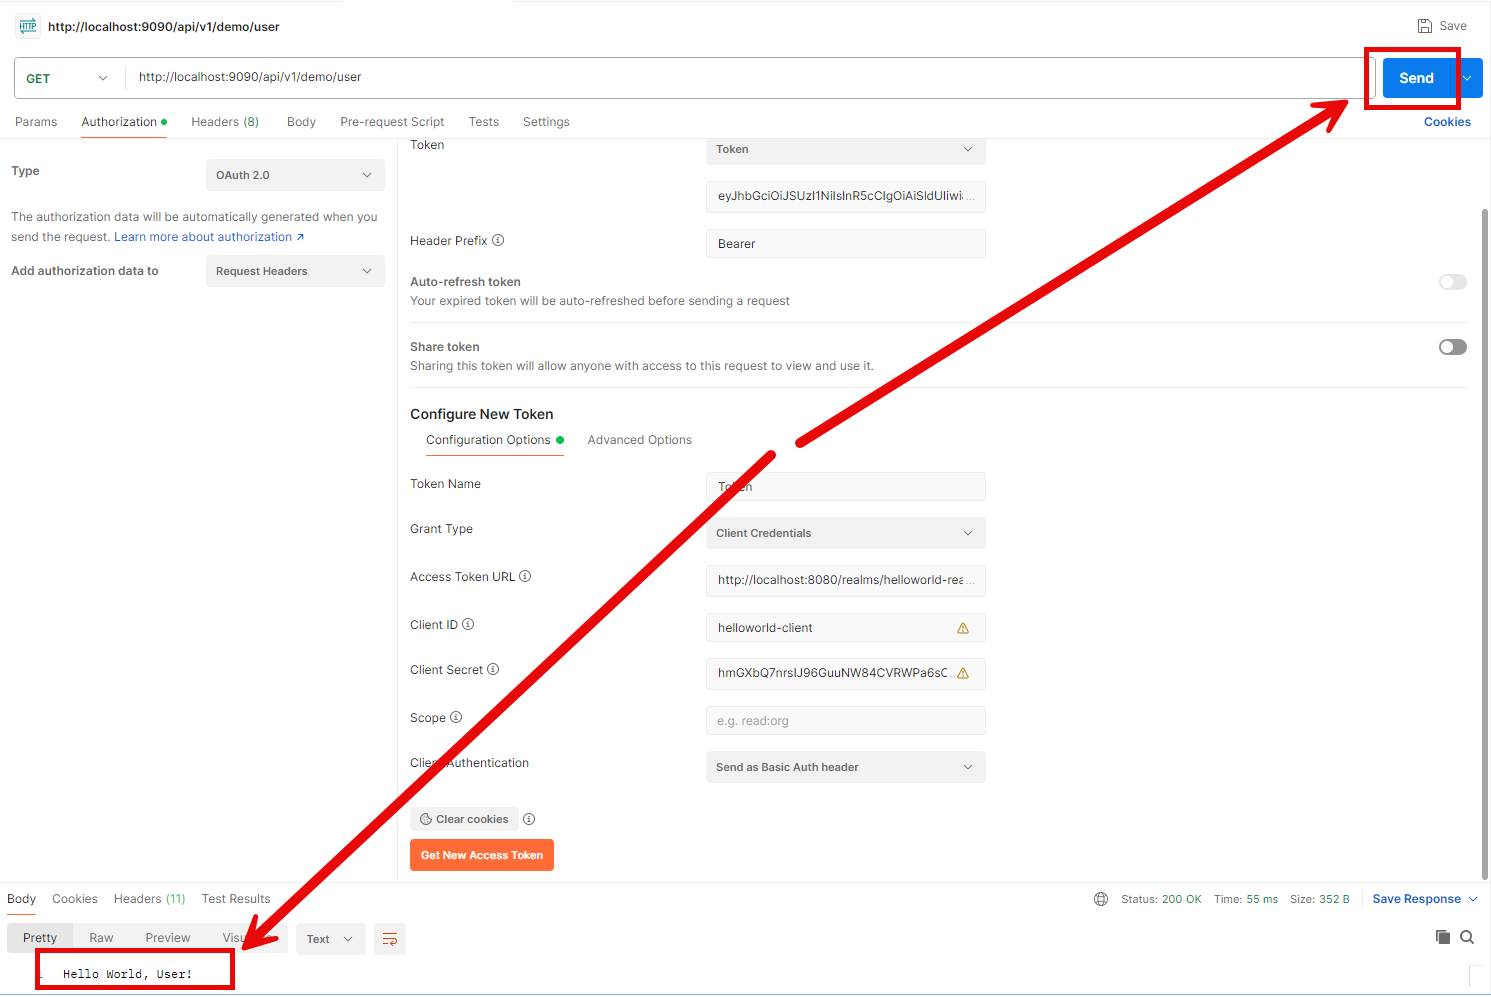 HTTP http://localhost:9090/api/v1/demo/user Save
GET http://localhost:9090/api/v1/demo/user Send
Params Authorization Headers (8) Body Pre-request Script Tests Settings Cookies
Type OAuth 2.0
The authorization data will be automatically generated when you
send the request. Learn more about authorization ↗
Add authorization data to Request Headers
Token Token
eyJhbGciOiJSUzI1NiIsInR5cCIgOiAiSldUIiwi...
Header Prefix Bearer
Auto-refresh token
Your expired token will be auto-refreshed before sending a request
Share token
Sharing this token will allow anyone with access to this request to view and use it.
Configure New Token
Configuration Options Advanced Options
Token Name Token
Grant Type Client Credentials
Access Token URL http://localhost:8080/realms/helloworld-rea...
Client ID helloworld-client
Client Secret hmGXbQ7nrsIJ96GuuNW84CVRWPa6sC...
Scope e.g. read:org
Client Authentication Send as Basic Auth header
Clear cookies
Get New Access Token
Body Cookies Headers (11) Test Results Status: 200 OK Time: 55 ms Size: 352 B Save Response
Pretty Raw Preview Text
Hello World, User!